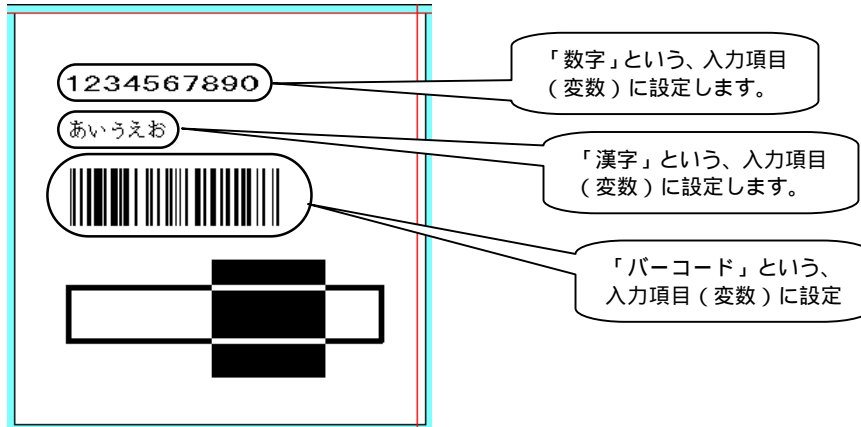 1234567890
「数字」という、入力項目
(変数)に設定します。
あいうえお
「漢字」という、入力項目
(変数)に設定します。
「バーコード」という、
入力項目(変数)に設定